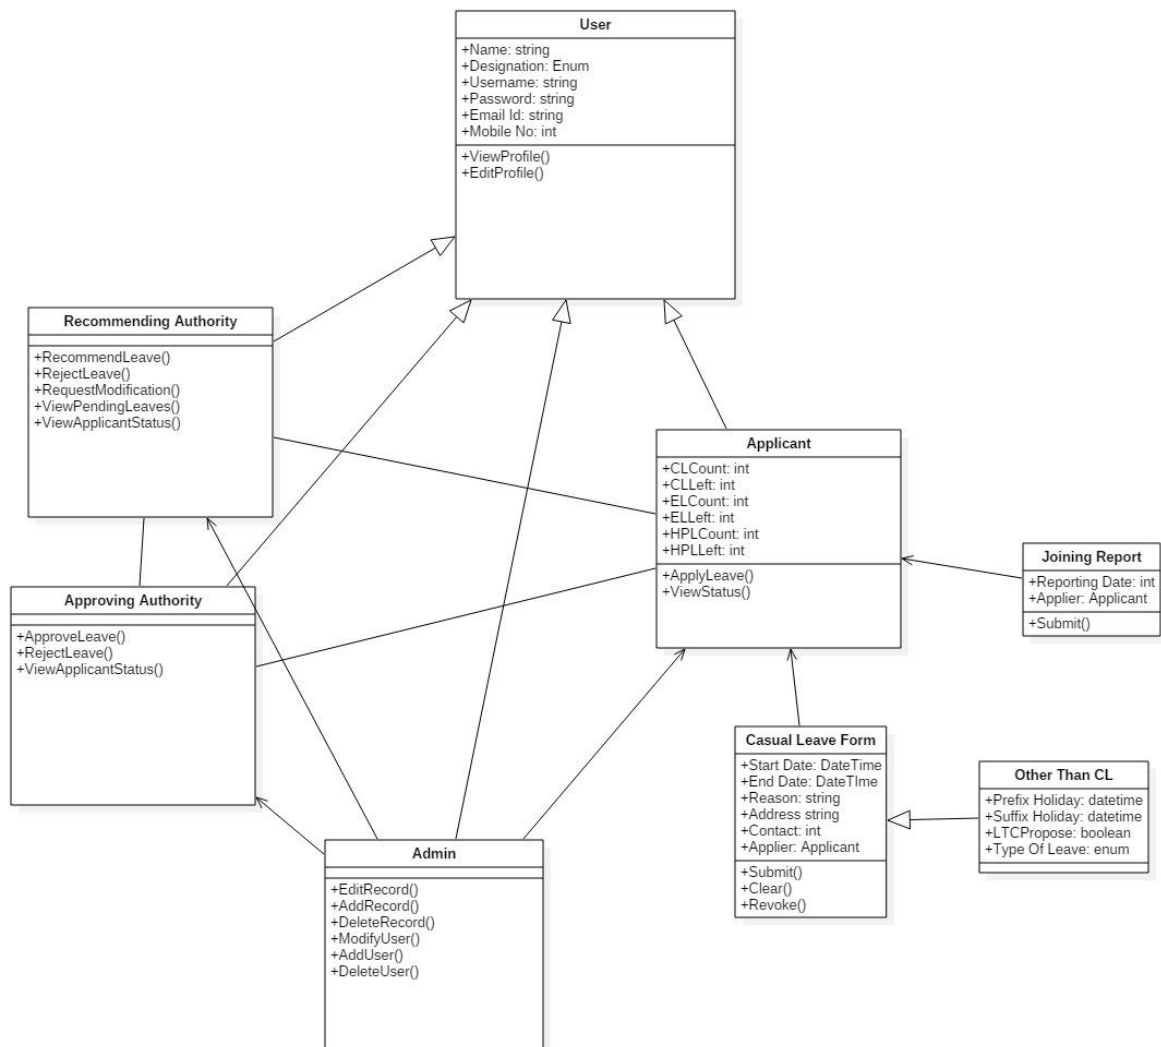 User
+Name: string
+Designation: Enum
+Username: string
+Password: string
+Email Id: string
+Mobile No: int
+ViewProfile()
+EditProfile()
Recommending Authority
+RecommendLeave()
+RejectLeave()
+RequestModification()
+ViewPendingLeaves()
+ViewApplicantStatus()
Applicant
+CLCount: int
+CLLeft: int
+ELCount: int
+ELLeft: int
+HPLCount: int
+HPLLeft: int
+ApplyLeave()
+ViewStatus()
Joining Report
+Reporting Date: int
+Applier: Applicant
+Submit()
Approving Authority
+ApproveLeave()
+RejectLeave()
+ViewApplicantStatus()
Casual Leave Form
+Start Date: DateTime
+End Date: DateTIme
+Reason: string
+Address string
+Contact: int
+Applier: Applicant
+Submit()
+Clear()
+Revoke()
Other Than CL
+Prefix Holiday: datetime
+Suffix Holiday: datetime
+LTCPropose: boolean
+Type Of Leave: enum
Admin
+EditRecord()
+AddRecord()
+DeleteRecord()
+ModifyUser()
+AddUser()
+DeleteUser()